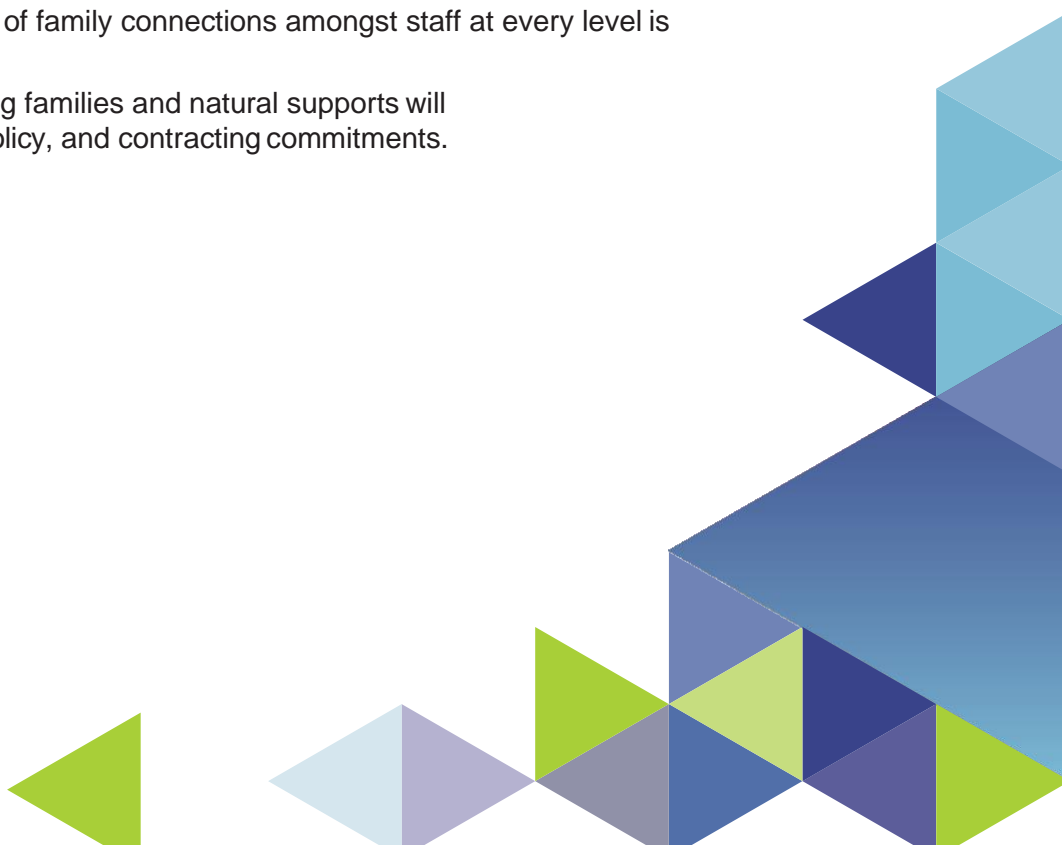 of family connections amongst staff at every level is
g families and natural supports will
olicy, and contracting commitments.